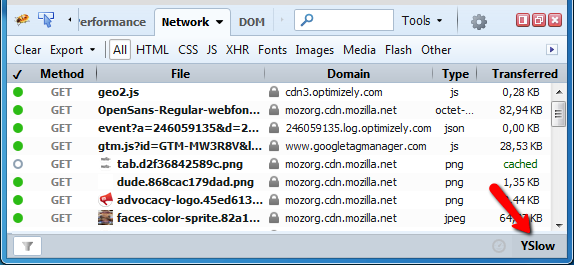 erformance Network DOM Tools
Clear Export All HTML CSS JS XHR Fonts Images Media Flash Other
✓ Method File Domain Type Transferred
GET geo2.js cdn3.optimizely.com js 0,28 KB
GET OpenSans-Regular-webfon... mozorg.cdn.mozilla.net octet-... 82,94 KB
GET event?a=246059135&d=2... 246059135.log.optimizely.com json 0,00 KB
GET gtm.js?id=GTM-MW3R8V&l... www.googletagmanager.com js 28,53 KB
GET tab.d2f36842589c.png mozorg.cdn.mozilla.net png cached
GET dude.868cac179dad.png mozorg.cdn.mozilla.net png 1,35 KB
GET advocacy-logo.45ed613... mozorg.cdn.mozilla.net png 44 KB
GET faces-color-sprite.82a1... mozorg.cdn.mozilla.net jpeg KB
YSlow